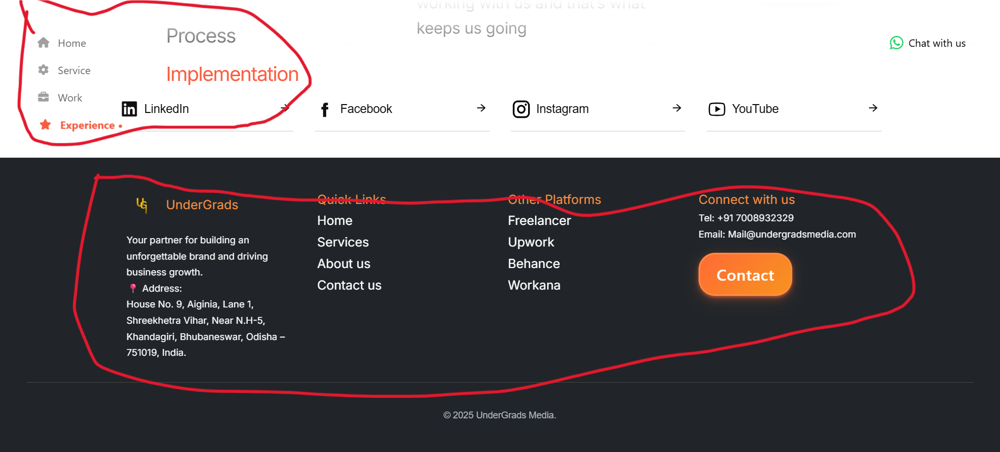 working with us and that's what
keeps us going
Process
Implementation
Home
Service
Work
Experience •
Chat with us
LinkedIn
Facebook
Instagram
YouTube
UG UnderGrads
Your partner for building an
unforgettable brand and driving
business growth.
📍 Address:
House No. 9, Aiginia, Lane 1,
Shreekhetra Vihar, Near N.H-5,
Khandagiri, Bhubaneswar, Odisha –
751019, India.
Quick Links
Home
Services
About us
Contact us
Other Platforms
Freelancer
Upwork
Behance
Workana
Connect with us
Tel: +91 7008932329
Email: Mail@undergradsmedia.com
Contact
© 2025 UnderGrads Media.